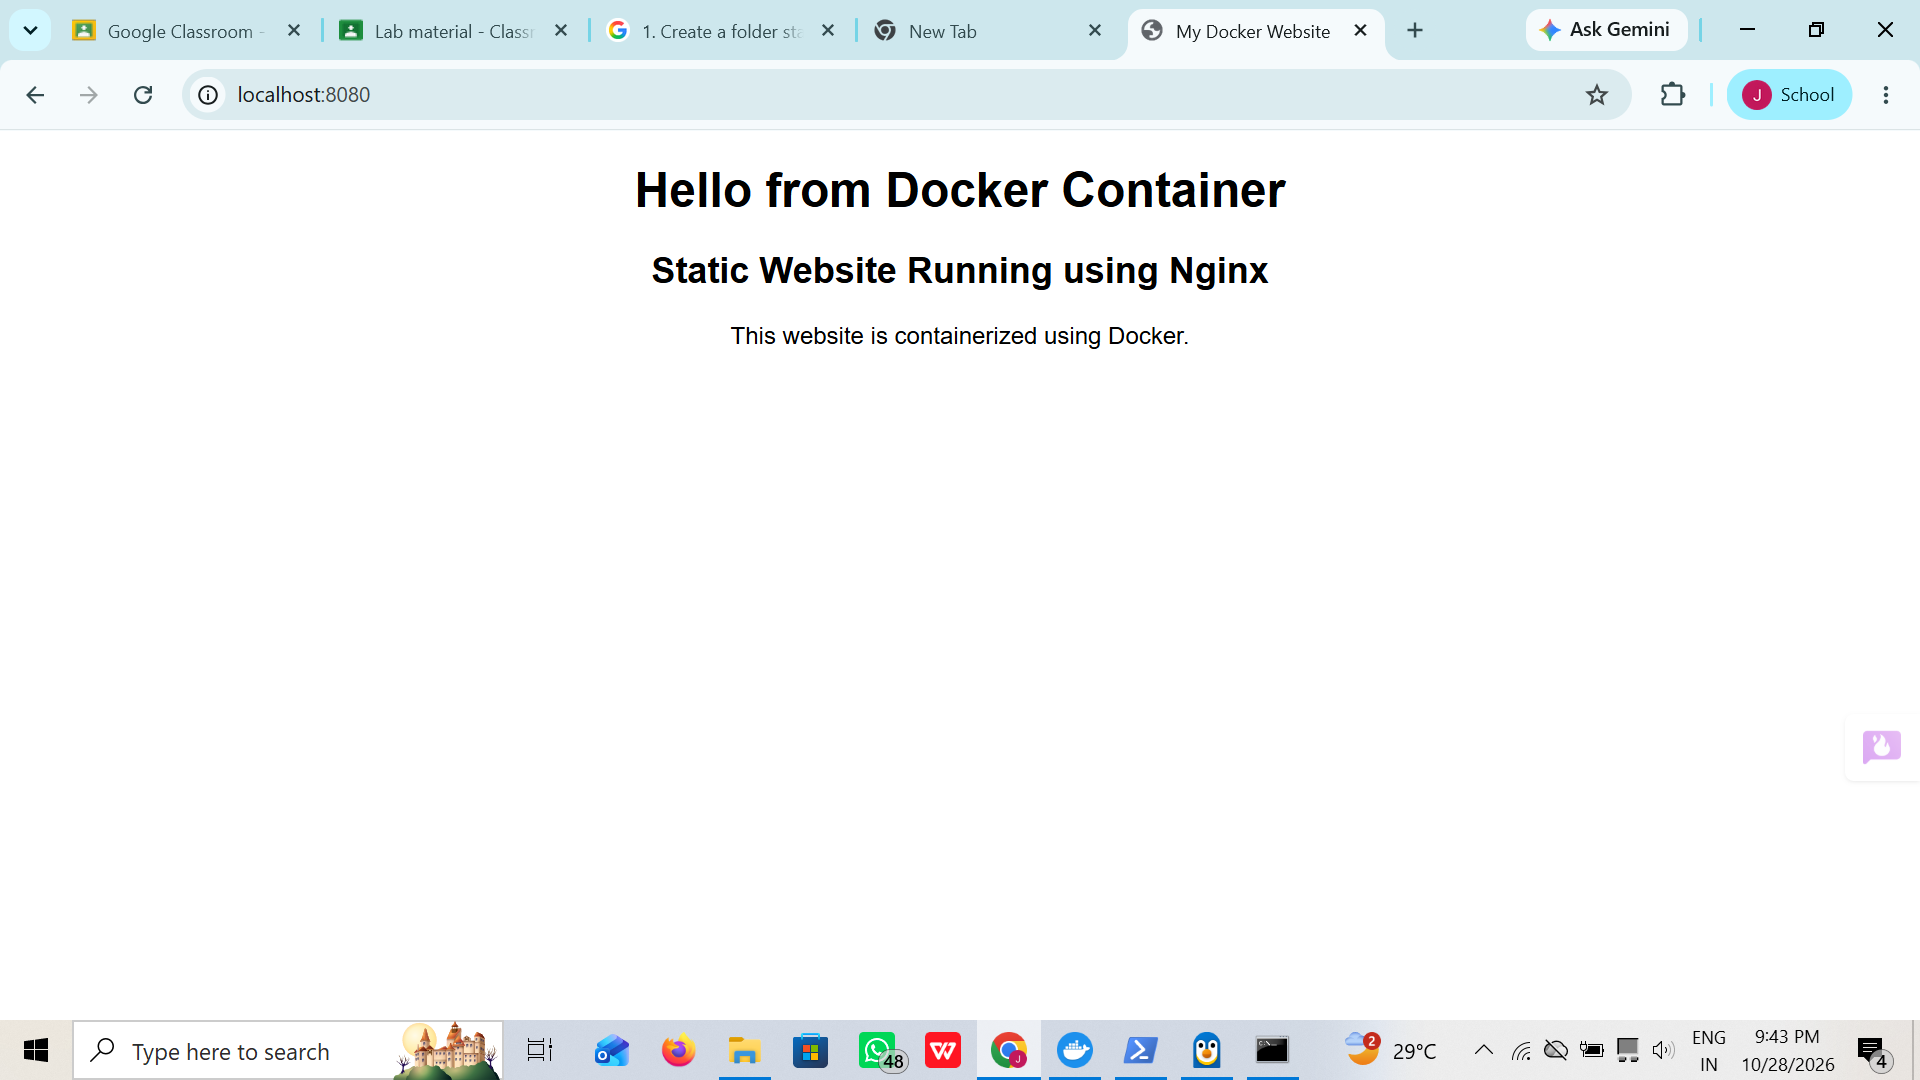 Google Classroom -
Lab material - Class
1. Create a folder sta
New Tab
My Docker Website
Ask Gemini
localhost:8080
J
School
Hello from Docker Container
Static Website Running using Nginx
This website is containerized using Docker.
Type here to search
48
J
2
29°C
ENG
IN
9:43 PM
10/28/2026
4